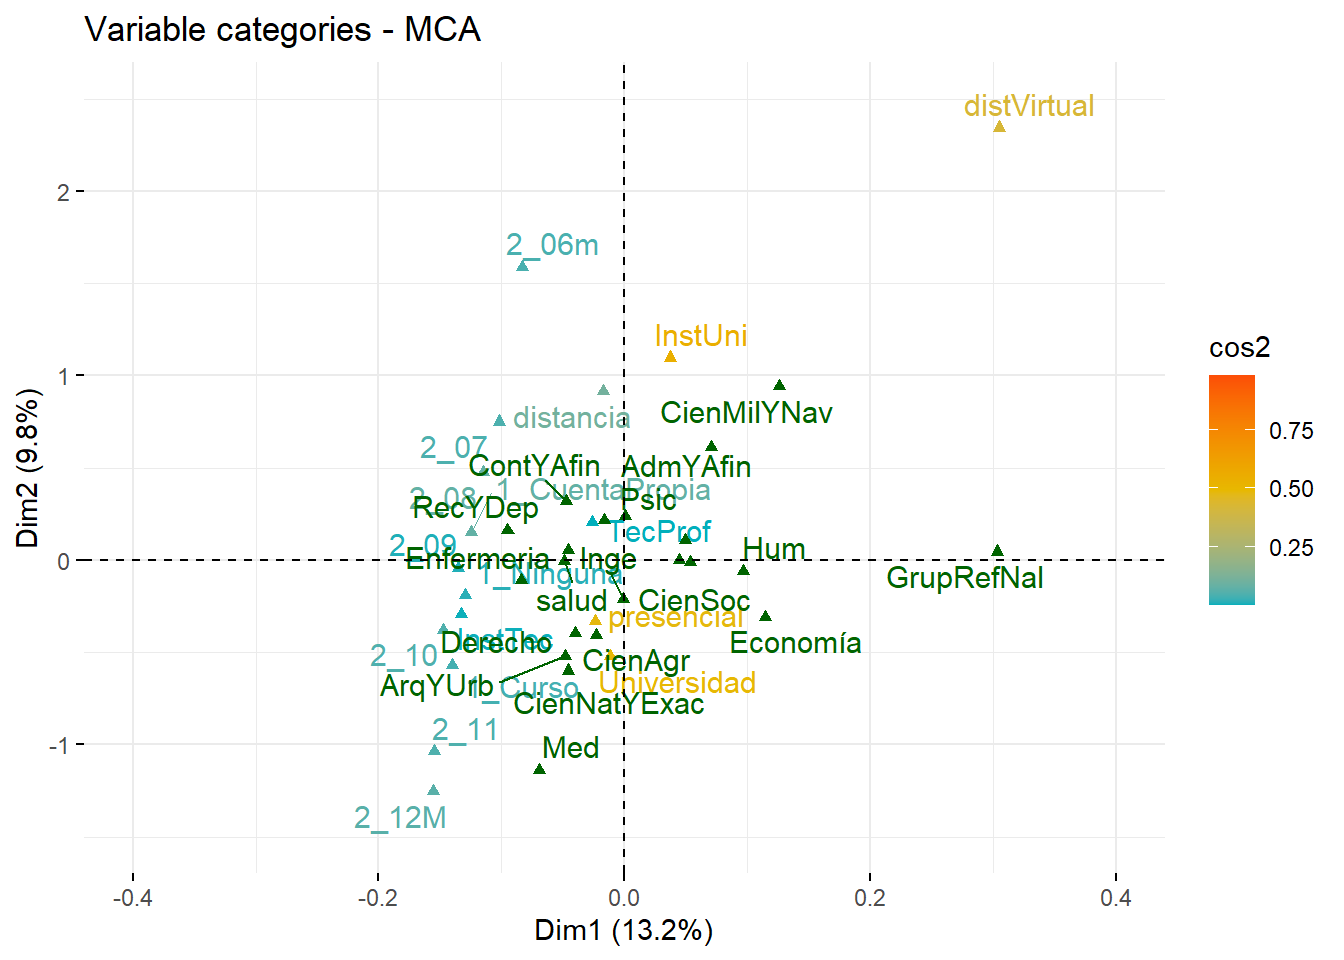 Variable categories - MCA
distVirtual
2_06m
InstUni
CienMilYNav
distancia
2_07
ContYAfin
AdmYAfin
2_08
1_CuentaPropia
Psic
RecYDep
TecProf
2_09
Enfermeria
Inge
Hum
1_Ninguna
GrupRefNal
salud
CienSoc
presencial
InstTec
Derecho
Economía
2_10
CienAgr
ArqYUrb
1_Curso
Universidad
CienNatYExac
2_11
Med
2_12M
2
1
0
-1
-0.4
-0.2
0.0
0.2
0.4
Dim1 (13.2%)
Dim2 (9.8%)
cos2
0.75
0.50
0.25